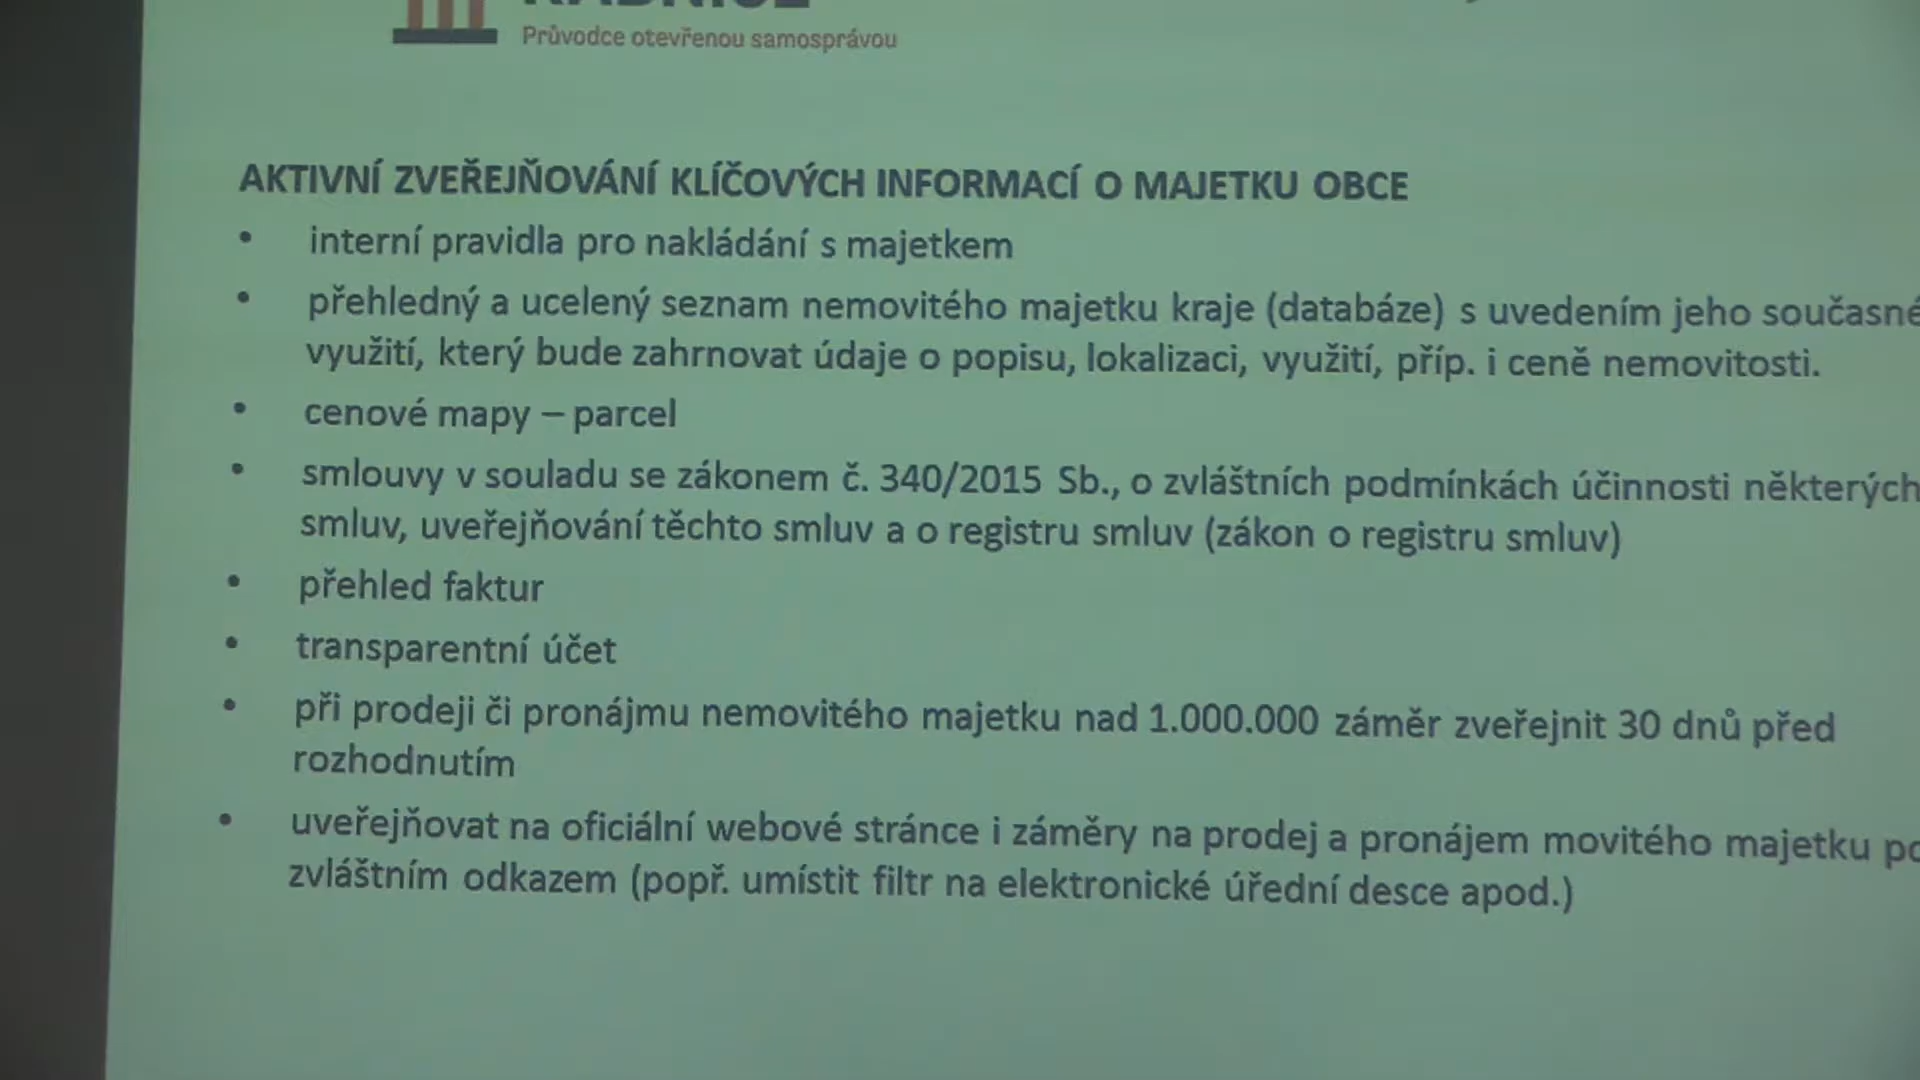 Průvodce otevřenou samosprávou
AKTIVNÍ ZVEŘEJŇOVÁNÍ KLÍČOVÝCH INFORMACÍ O MAJETKU OBCE
• interní pravidla pro nakládání s majetkem
• přehledný a ucelený seznam nemovitého majetku kraje (databáze) s uvedením jeho současné
využití, který bude zahrnovat údaje o popisu, lokalizaci, využití, příp. i ceně nemovitosti.
• cenové mapy – parcel
• smlouvy v souladu se zákonem č. 340/2015 Sb., o zvláštních podmínkách účinnosti některých
smluv, uveřejňování těchto smluv a o registru smluv (zákon o registru smluv)
• přehled faktur
• transparentní účet
• při prodeji či pronájmu nemovitého majetku nad 1.000.000 záměr zveřejnit 30 dnů před
rozhodnutím
• uveřejňovat na oficiální webové stránce i záměry na prodej a pronájem movitého majetku
zvláštním odkazem (popř. umístit filtr na elektronické úřední desce apod.)